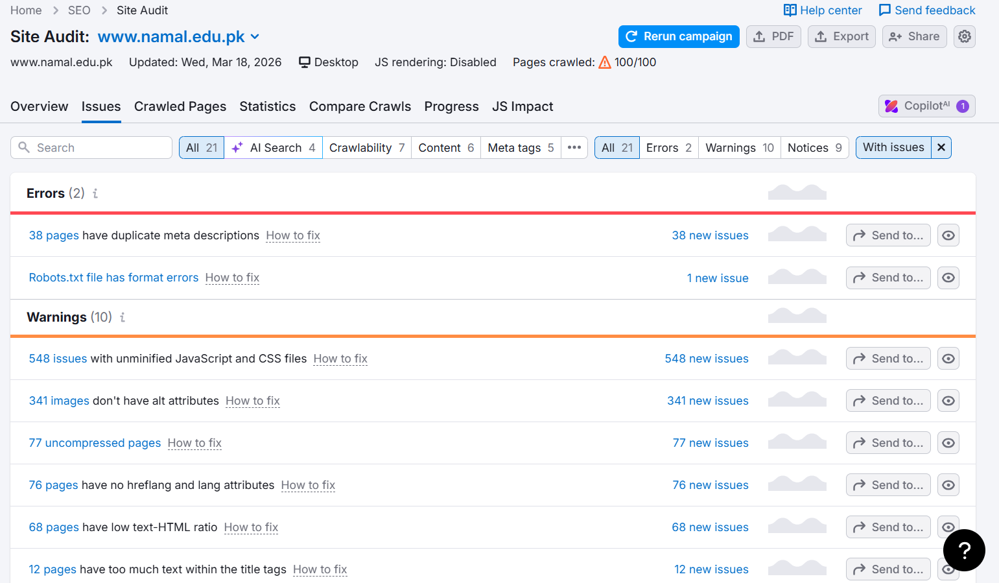 Home > SEO > Site Audit
Help center
Send feedback
Site Audit: www.namal.edu.pk
Rerun campaign
PDF
Export
Share
www.namal.edu.pk Updated: Wed, Mar 18, 2026 Desktop JS rendering: Disabled Pages crawled: 100/100
Overview Issues Crawled Pages Statistics Compare Crawls Progress JS Impact
Copilot AI 1
Search
All 21 AI Search 4 Crawlability 7 Content 6 Meta tags 5 •••
All 21 Errors 2 Warnings 10 Notices 9
With issues ✕
Errors (2) i
38 pages have duplicate meta descriptions How to fix 38 new issues Send to...
Robots.txt file has format errors How to fix 1 new issue Send to...
Warnings (10) i
548 issues with unminified JavaScript and CSS files How to fix 548 new issues Send to...
341 images don't have alt attributes How to fix 341 new issues Send to...
77 uncompressed pages How to fix 77 new issues Send to...
76 pages have no hreflang and lang attributes How to fix 76 new issues Send to...
68 pages have low text-HTML ratio How to fix 68 new issues Send to...
12 pages have too much text within the title tags How to fix 12 new issues Send to...
?